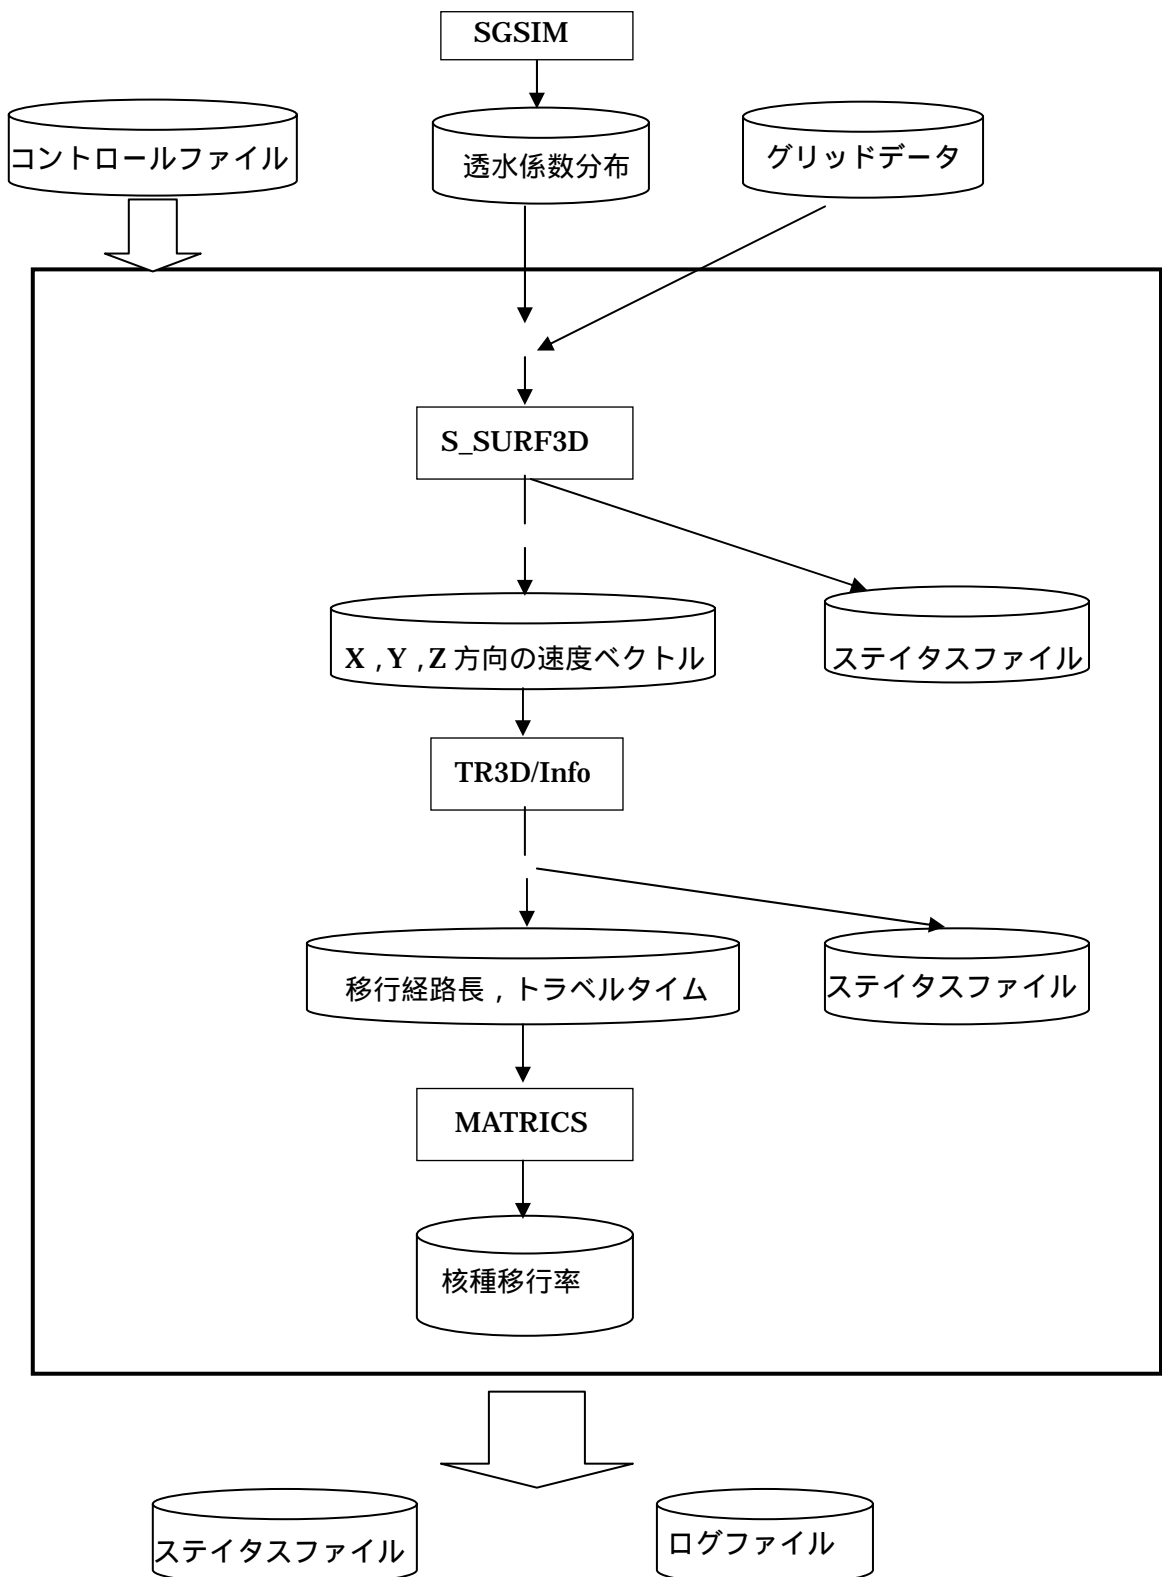 SGSIM
コントロールファイル
透水係数分布
グリッドデータ
S_SURF3D
X , Y , Z 方向の速度ベクトル
ステイタスファイル
TR3D/Info
移行経路長 , トラベルタイム
ステイタスファイル
MATRICS
核種移行率
ステイタスファイル
ログファイル